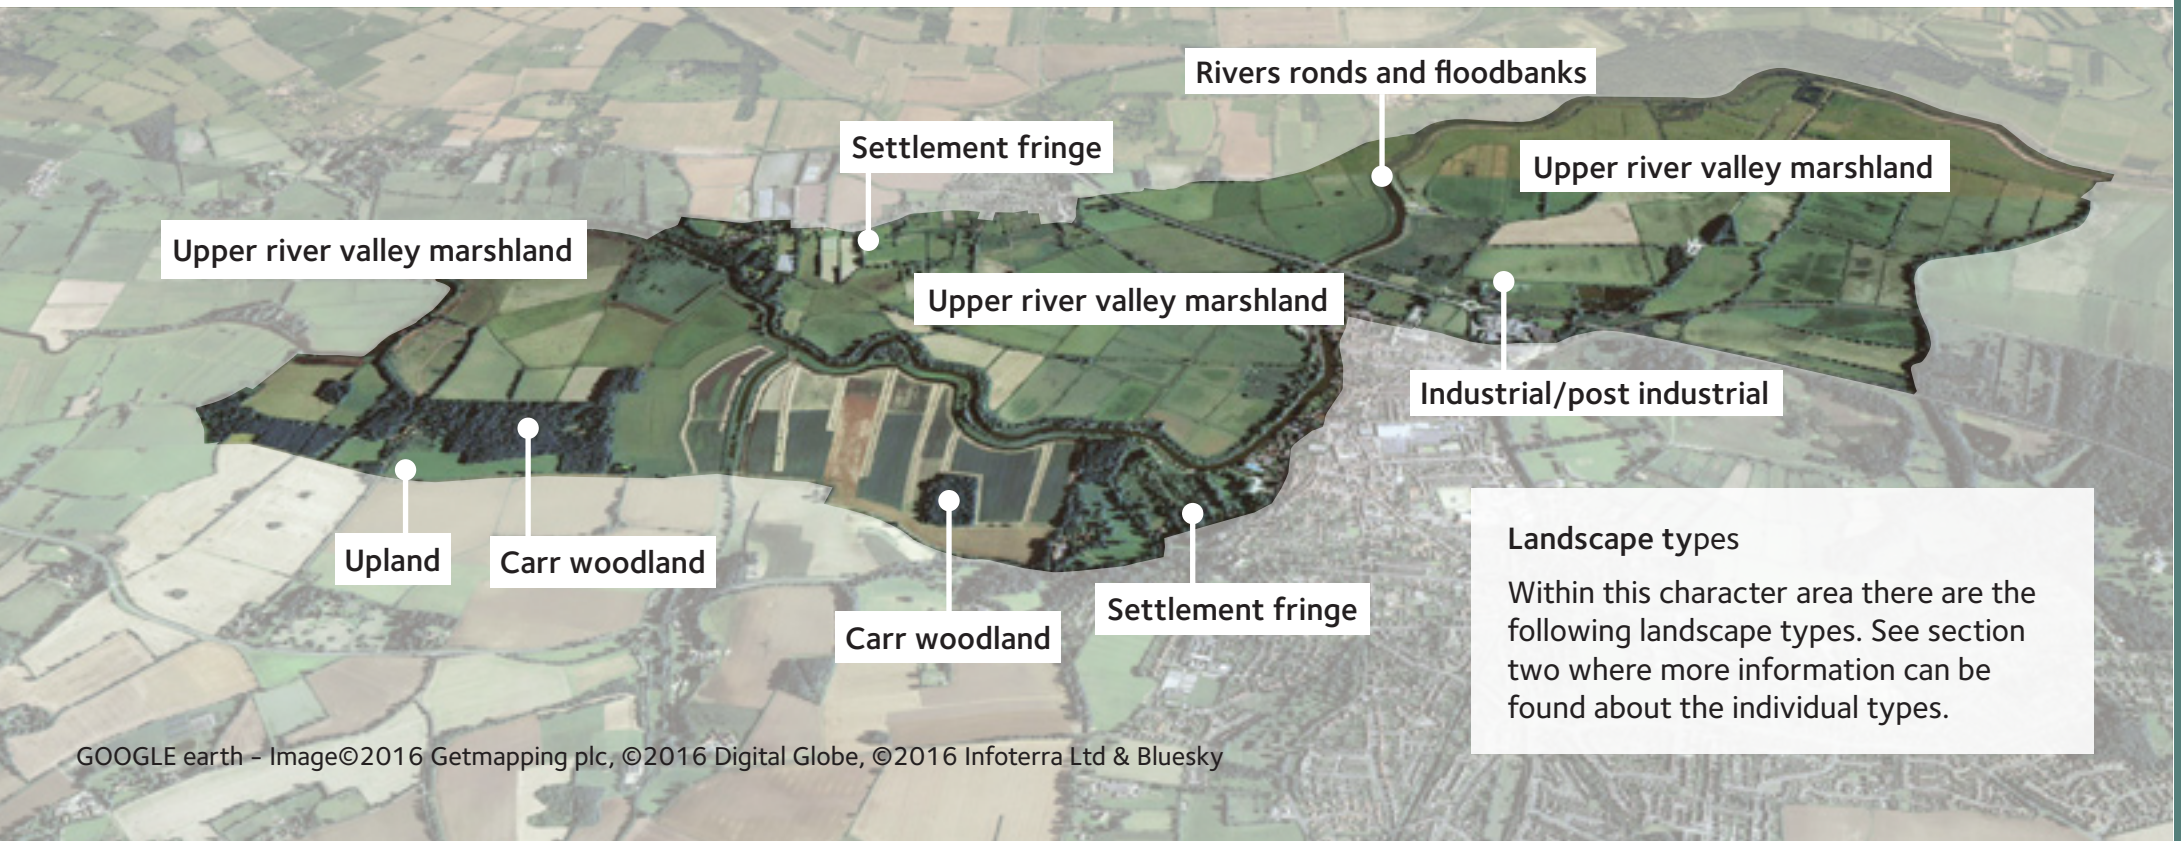 Rivers ronds and floodbanks
Settlement fringe
Upper river valley marshland
Upper river valley marshland
Upper river valley marshland
Industrial/post industrial
Upland
Carr woodland
Carr woodland
Settlement fringe
Landscape types
Within this character area there are the
following landscape types. See section
two where more information can be
found about the individual types.
GOOGLE earth – Image©2016 Getmapping plc, ©2016 Digital Globe, ©2016 Infoterra Ltd & Bluesky